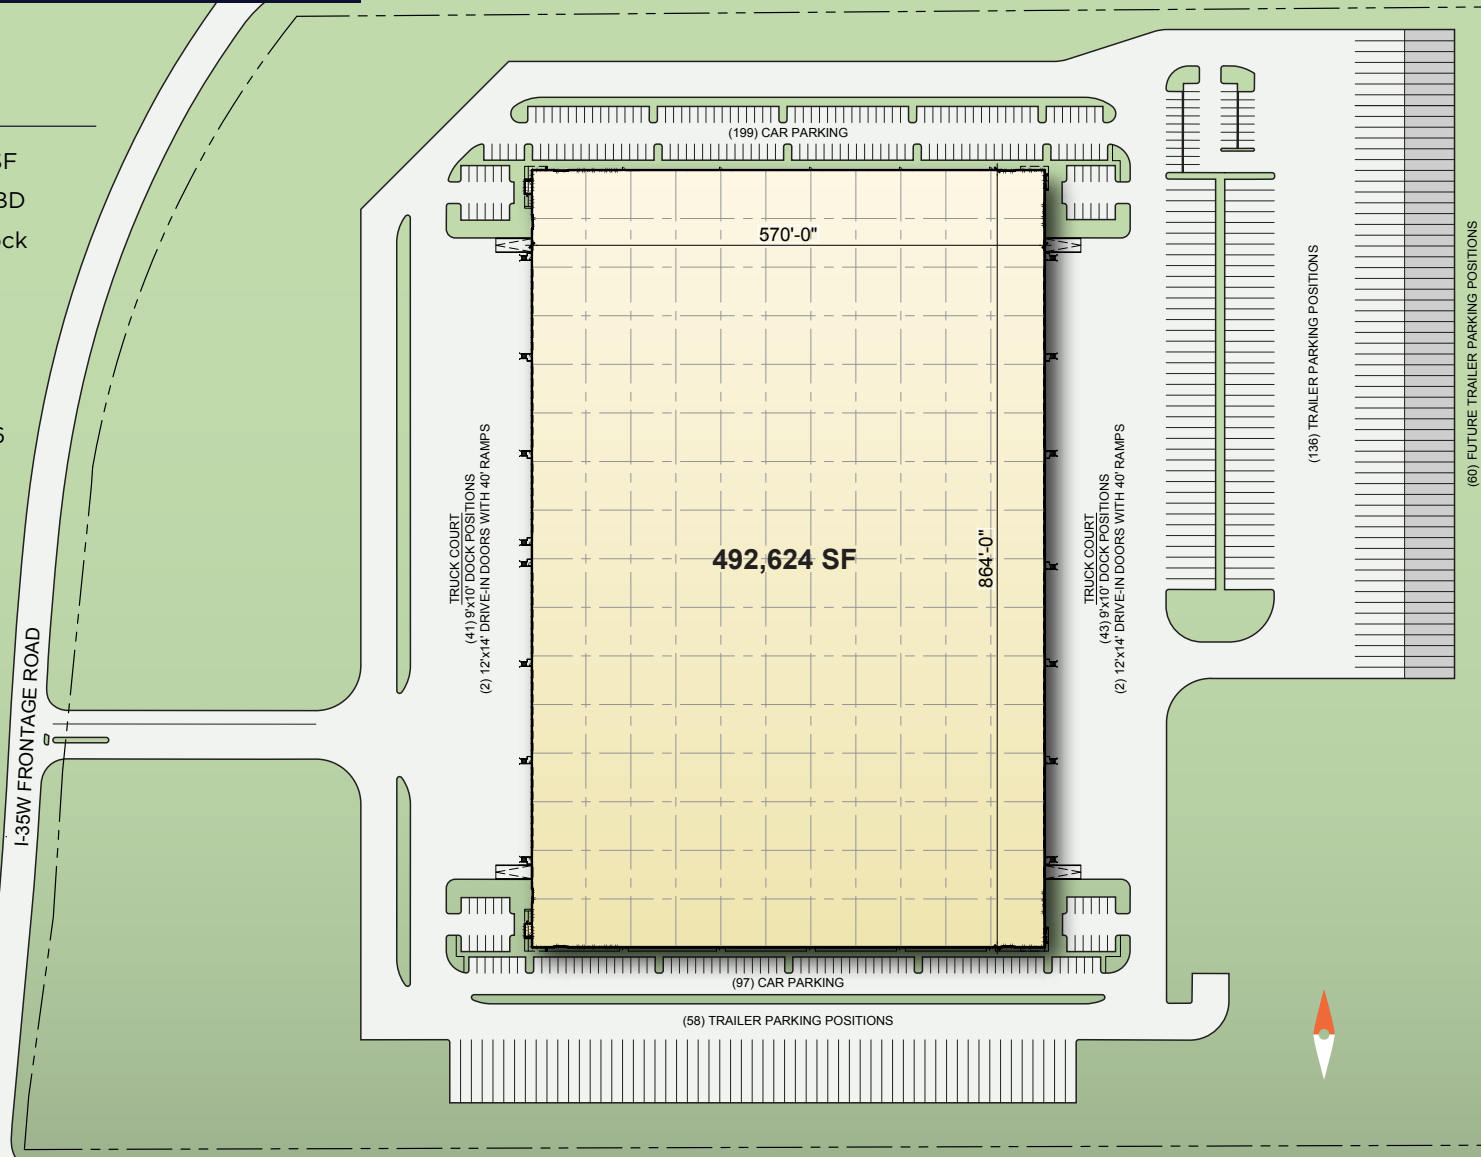 SF
BD
ock
S
(199) CAR PARKING
570'-0"
492,624 SF
864'-0"
TRUCK COURT
(41) 9'x10' DOCK POSITIONS
(2) 12'x14' DRIVE-IN DOORS WITH 40' RAMPS
TRUCK COURT
(43) 9'x10' DOCK POSITIONS
(2) 12'x14' DRIVE-IN DOORS WITH 40' RAMPS
(136) TRAILER PARKING POSITIONS
(60) FUTURE TRAILER PARKING POSITIONS
I-35W FRONTAGE ROAD
(97) CAR PARKING
(58) TRAILER PARKING POSITIONS